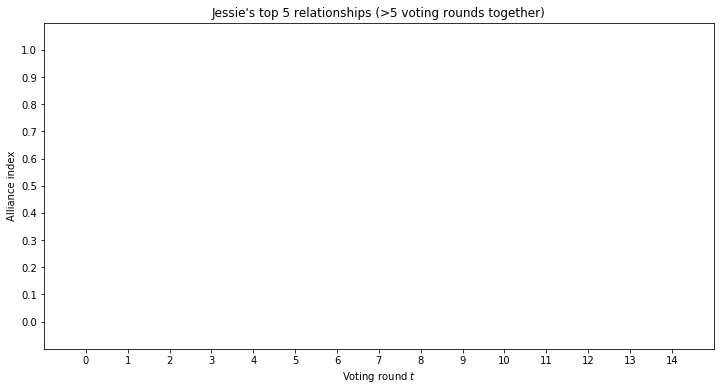 Jessie's top 5 relationships (>5 voting rounds together)
Alliance index
1.0
0.9
0.8
0.7
0.6
0.5
0.4
0.3
0.2
0.1
0.0
0 1 2 3 4 5 6 7 8 9 10 11 12 13 14
Voting round t